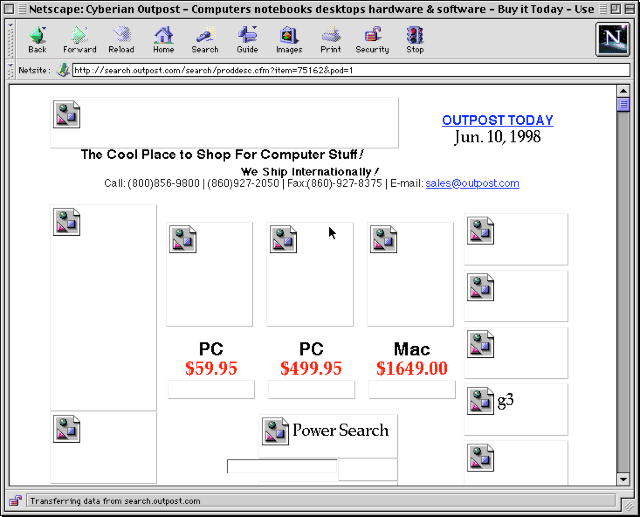 Netscape: Cyberian Outpost – Computers notebooks desktops hardware & software – Buy it Today – Use
Back Forward Reload Home Search Guide Images Print Security Stop
N
Netsite: http://search.outpost.com/search/proddesc.cfm?item=75162&pod=1
OUTPOST TODAY
Jun. 10, 1998
The Cool Place to Shop For Computer Stuff!
We Ship Internationally!
Call: (800)856-9800 | (860)927-2050 | Fax:(860)-927-8375 | E-mail: sales@outpost.com
PC PC Mac
$59.95 $499.95 $1649.00
g3
Power Search
Transferring data from search.outpost.com